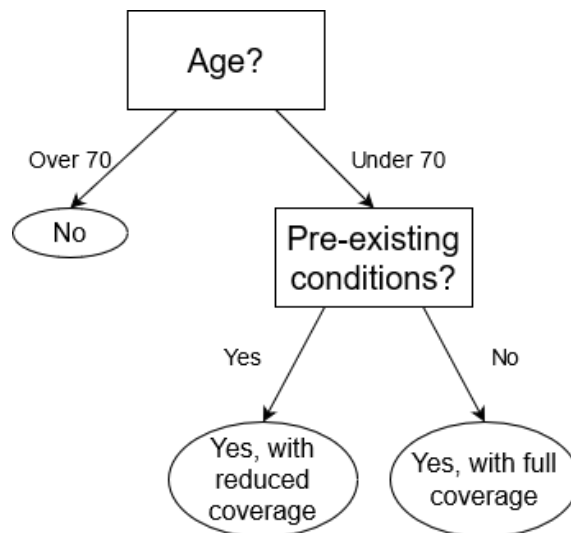 Age?
Over 70
Under 70
No
Pre-existing
conditions?
Yes
No
Yes, with
reduced
coverage
Yes, with full
coverage